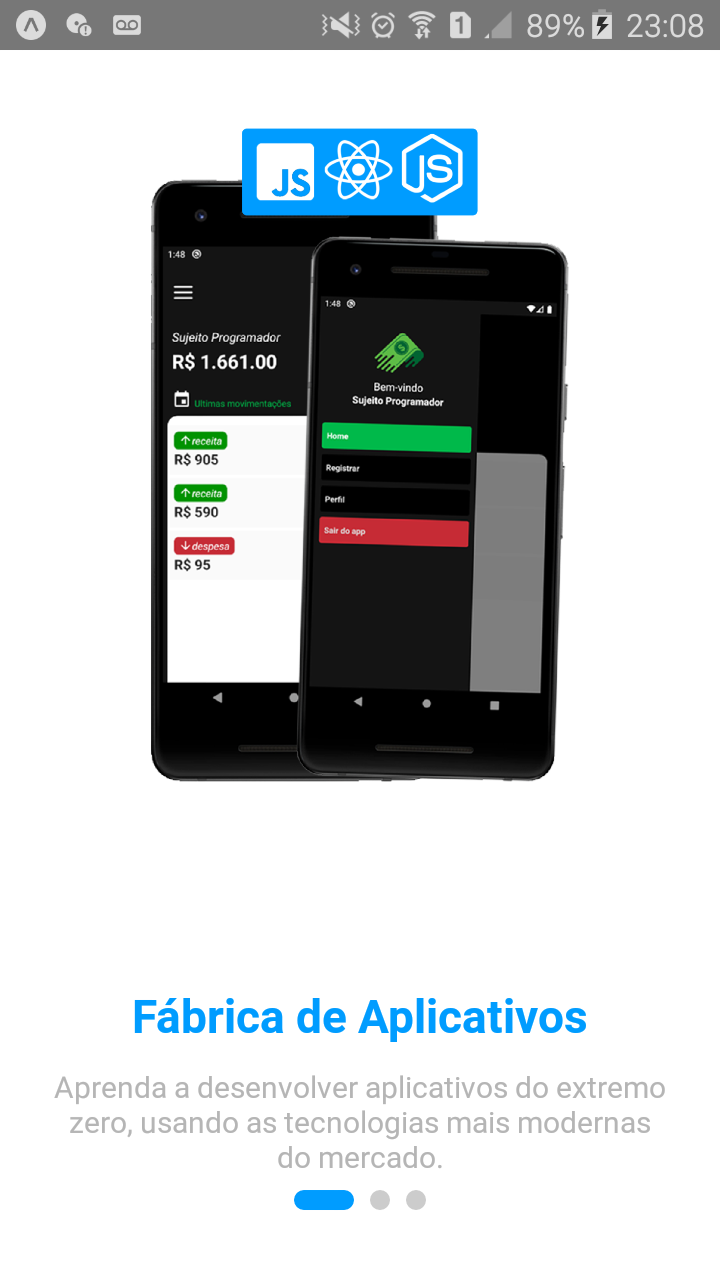 1 89% 23:08
JS JS
1:48
Sujeito Programador
R$ 1.661.00
Ultimas movimentações
receita
R$ 905
receita
R$ 590
despesa
R$ 95
1:48
Bem-vindo
Sujeito Programador
Home
Registrar
Perfil
Sair do app
Fábrica de Aplicativos
Aprenda a desenvolver aplicativos do extremo
zero, usando as tecnologias mais modernas
do mercado.